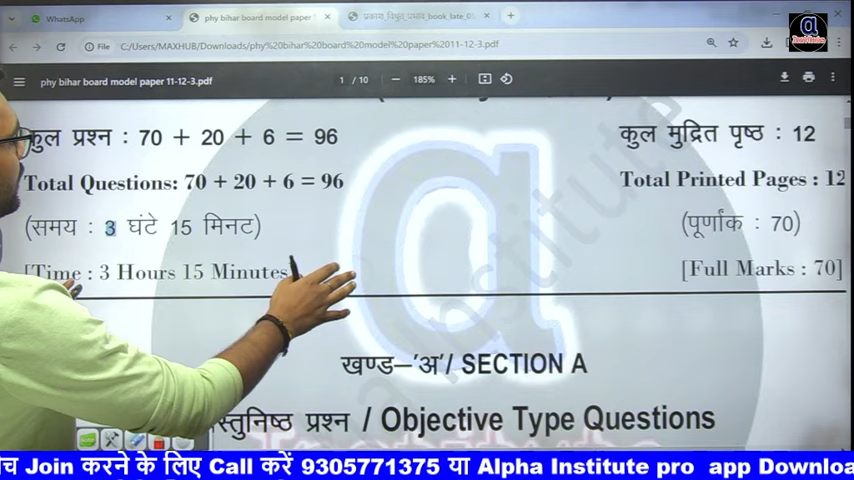 WhatsApp
phy bihar board model paper
प्रकाश_विद्युत_प्रभाव_book_late_0
File C:/Users/MAXHUB/Downloads/phy%20bihar%20board%20model%20paper%2011-12-3.pdf
phy bihar board model paper 11-12-3.pdf
1 / 10
185%
कुल प्रश्न : 70 + 20 + 6 = 96
कुल मुद्रित पृष्ठ : 12
Total Questions: 70 + 20 + 6 = 96
Total Printed Pages : 12
(समय : 3 घंटे 15 मिनट)
(पूर्णांक : 70)
[Time : 3 Hours 15 Minutes
[Full Marks : 70]
a Institute
खण्ड–'अ'/ SECTION A
स्तुनिष्ठ प्रश्न / Objective Type Questions
च Join करने के लिए Call करें 9305771375 या Alpha Institute pro app Downloa